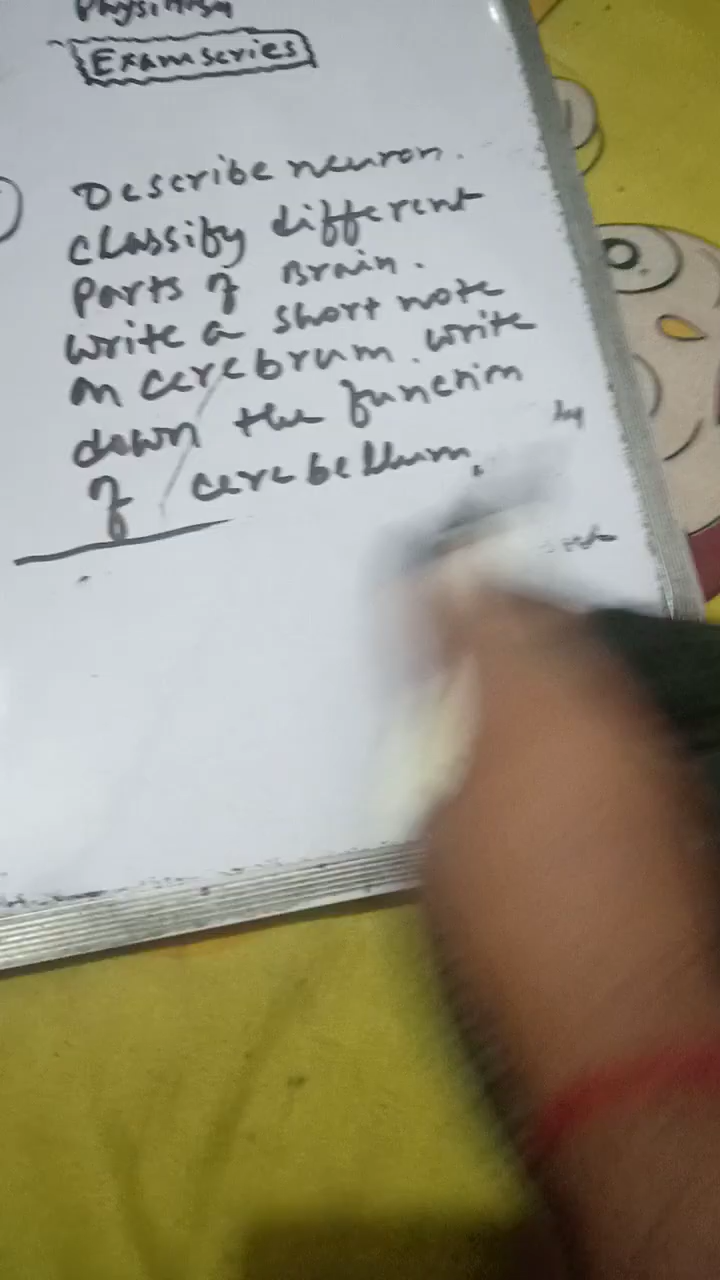 Examseries
Describe neuron.
classify different
parts of Brain.
write a short note
on cerebrum. write
down the function
of cerebellum.